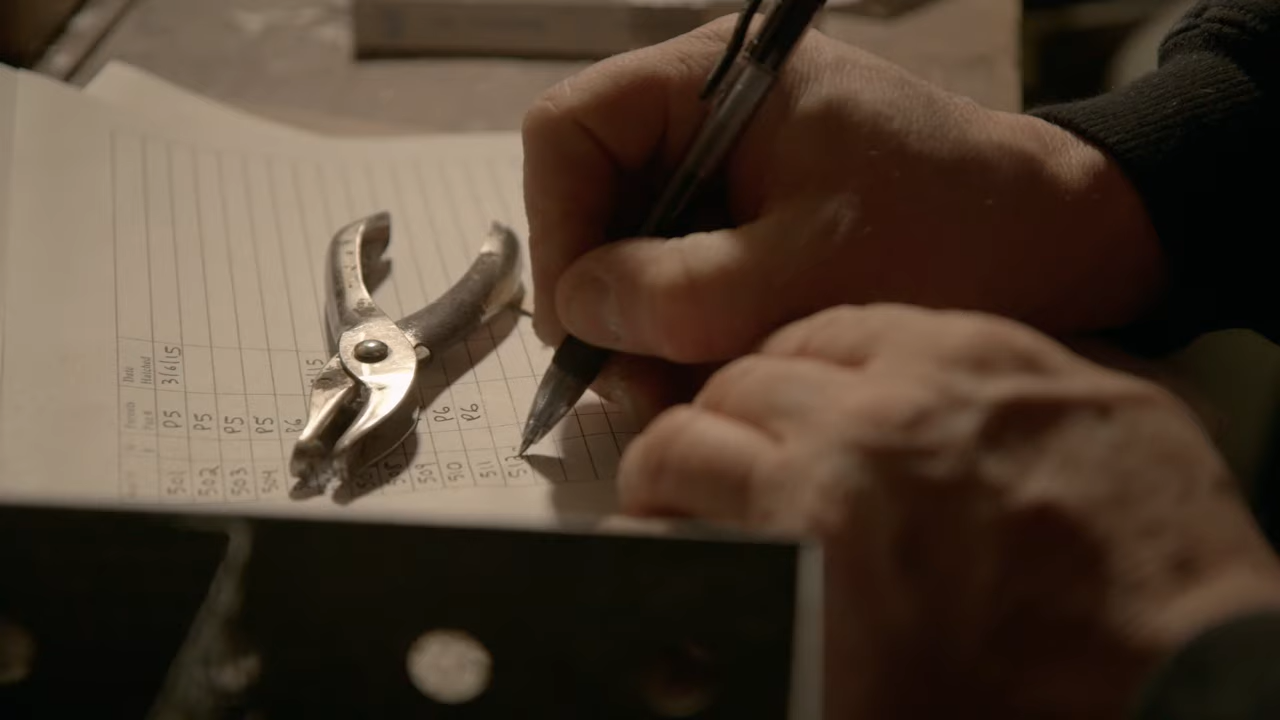 Parents Date
Pair # Hatched
501 P5 3/6/15
502 P5
503 P5
504 P5
P6
/15
509
510 P6
511 P6
512